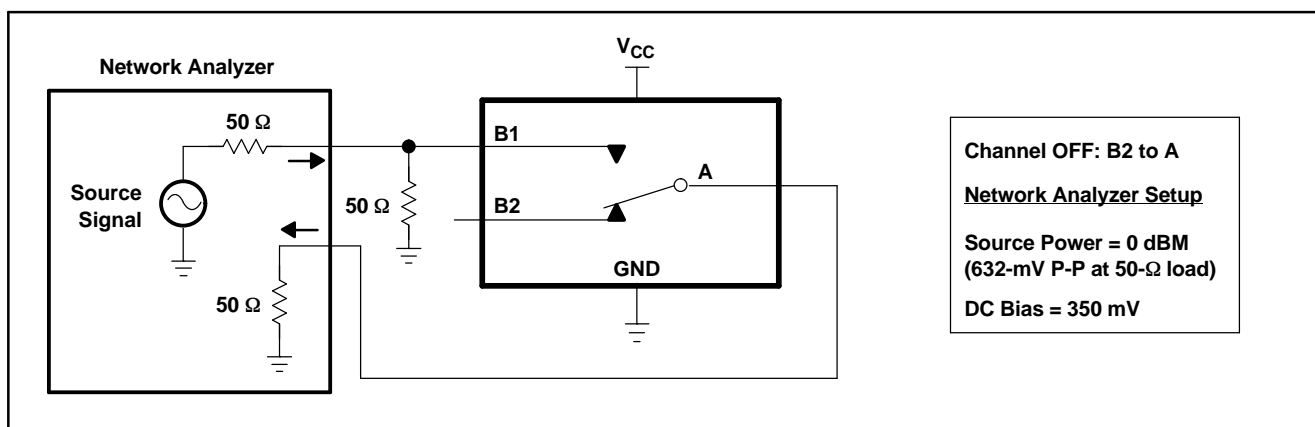 V_CC
Network Analyzer
50 Ω
B1
Source
Signal
50 Ω
A
B2
GND
50 Ω
Channel OFF: B2 to A
Network Analyzer Setup
Source Power = 0 dBM
(632-mV P-P at 50-Ω load)
DC Bias = 350 mV